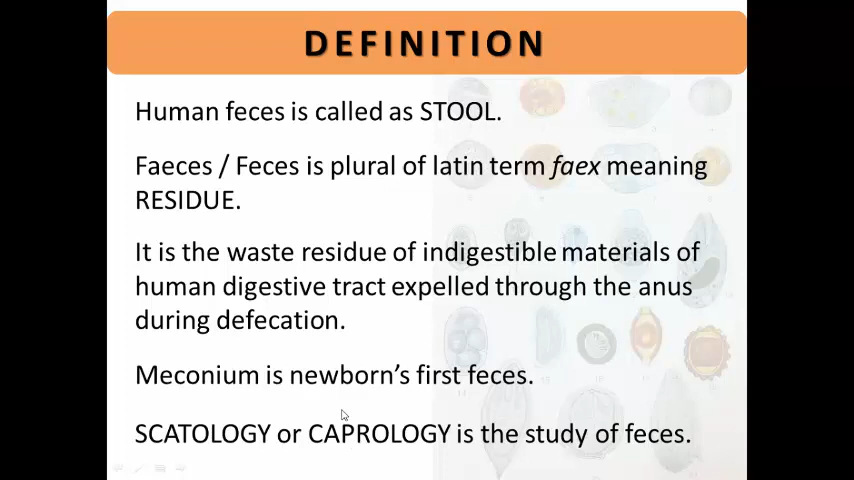 DEFINITION
Human feces is called as STOOL.
Faeces / Feces is plural of latin term faex meaning
RESIDUE.
It is the waste residue of indigestible materials of
human digestive tract expelled through the anus
during defecation.
Meconium is newborn’s first feces.
SCATOLOGY or CAPROLOGY is the study of feces.